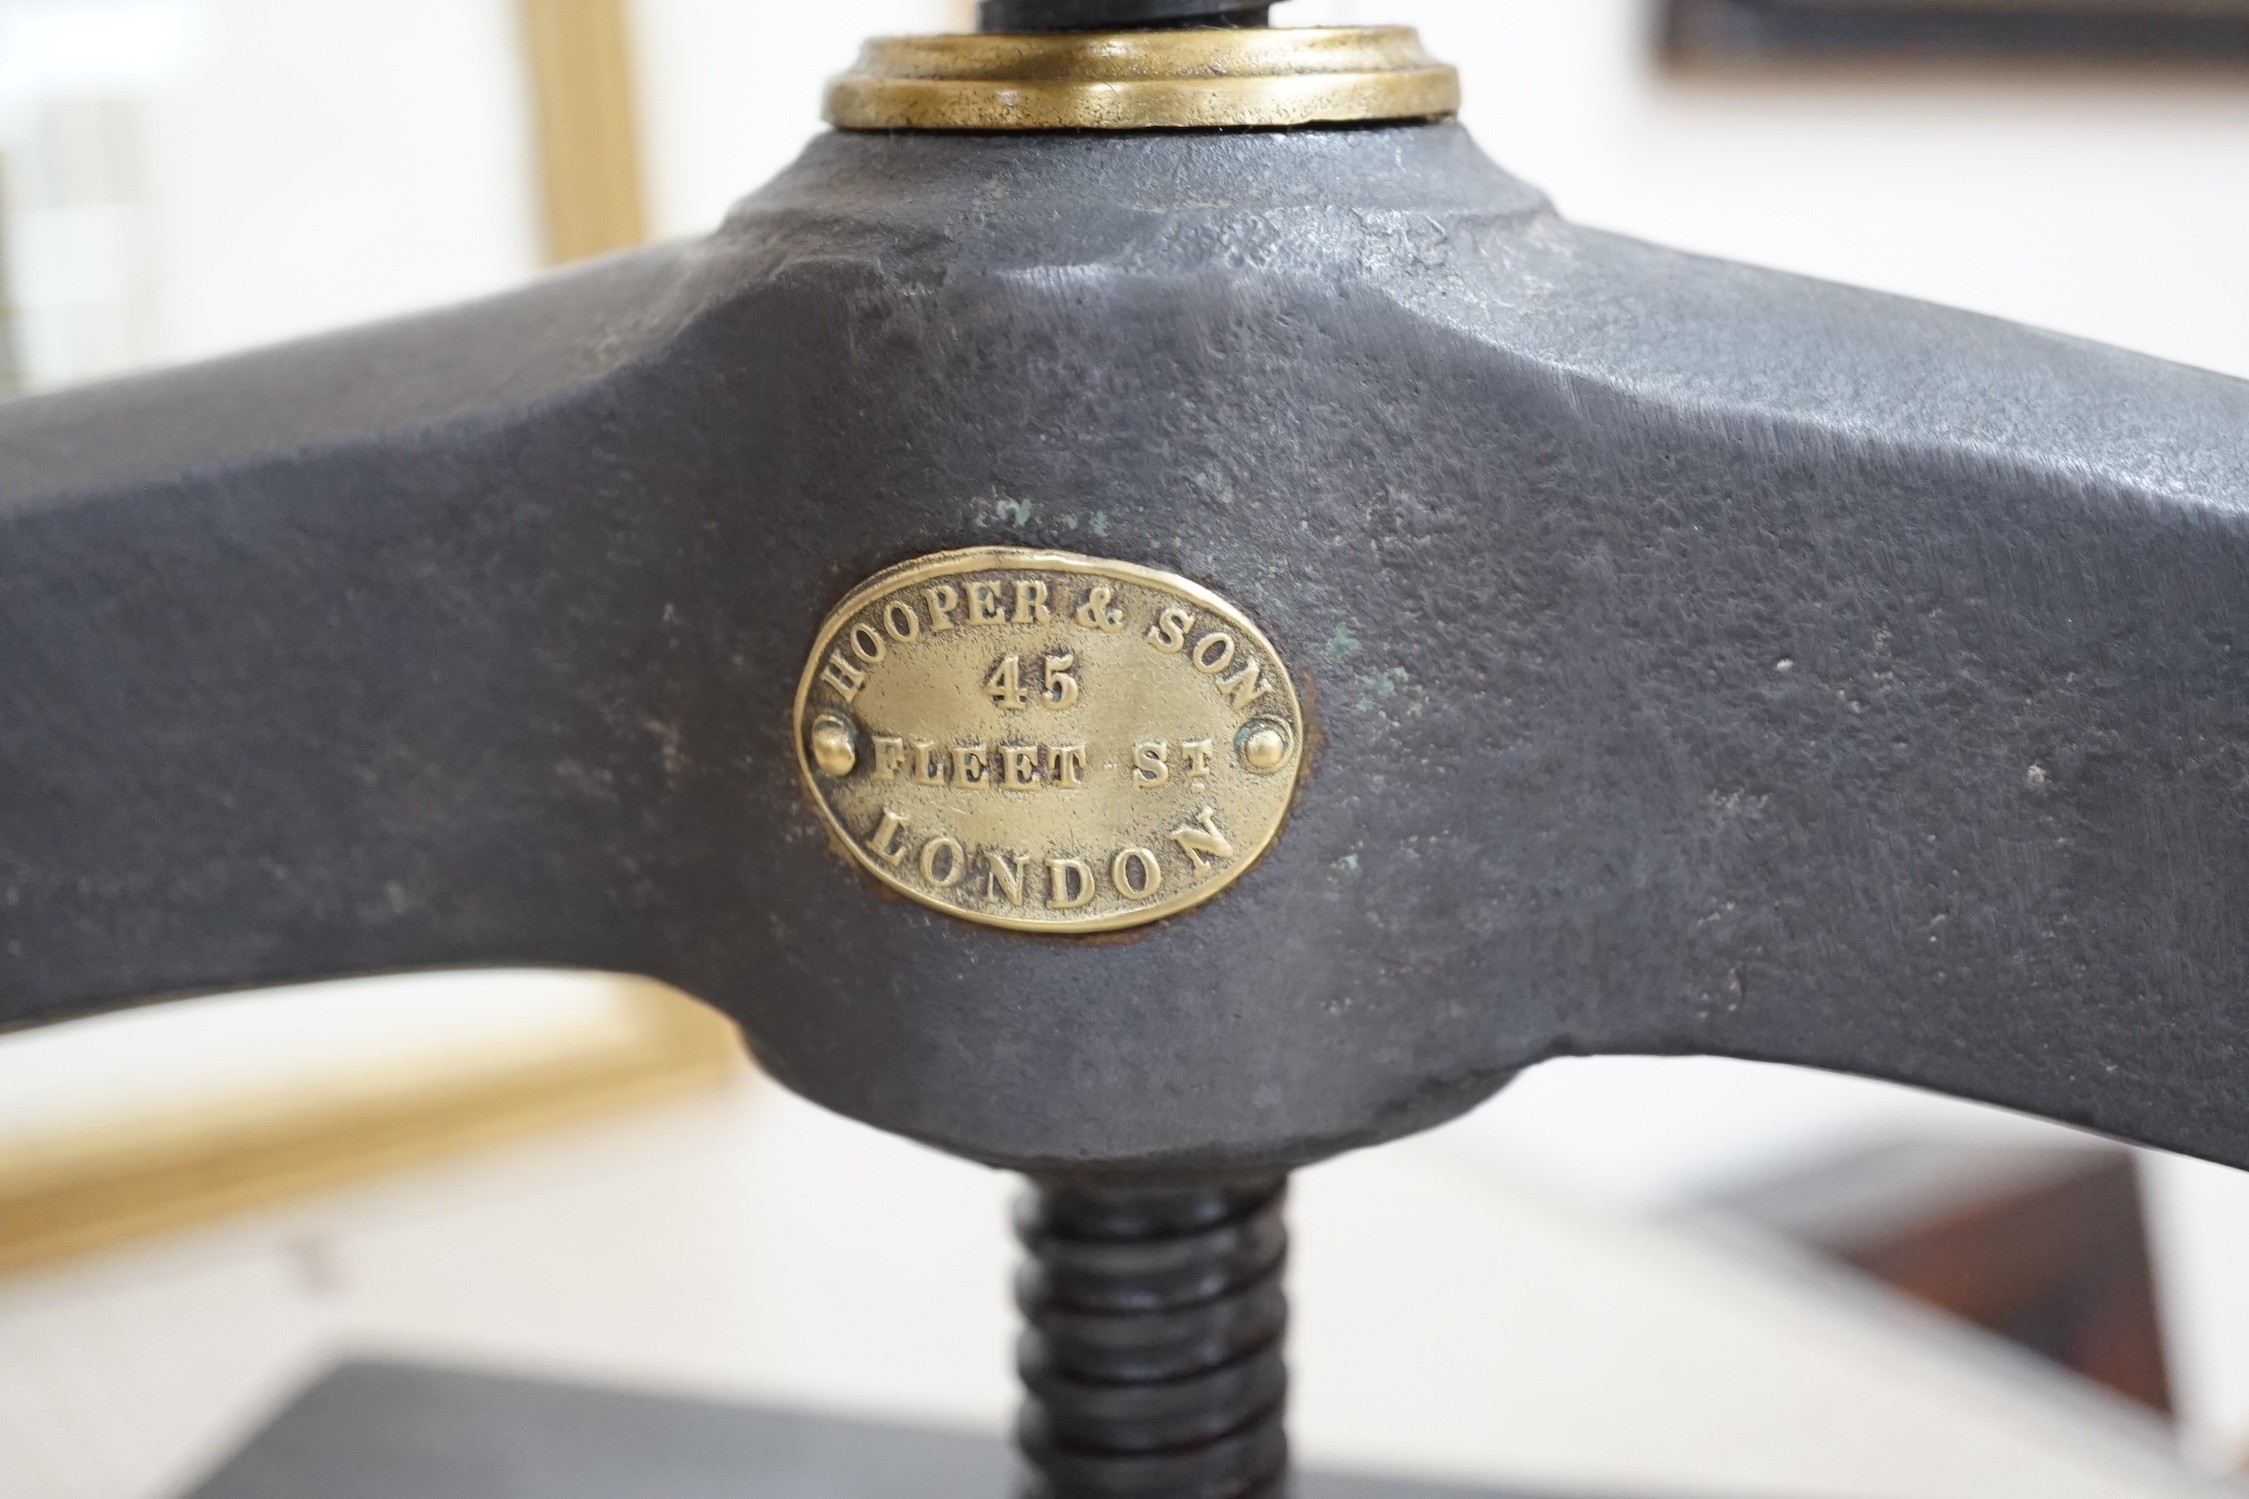 HOOPER & SON
45
FLEET ST
LONDON